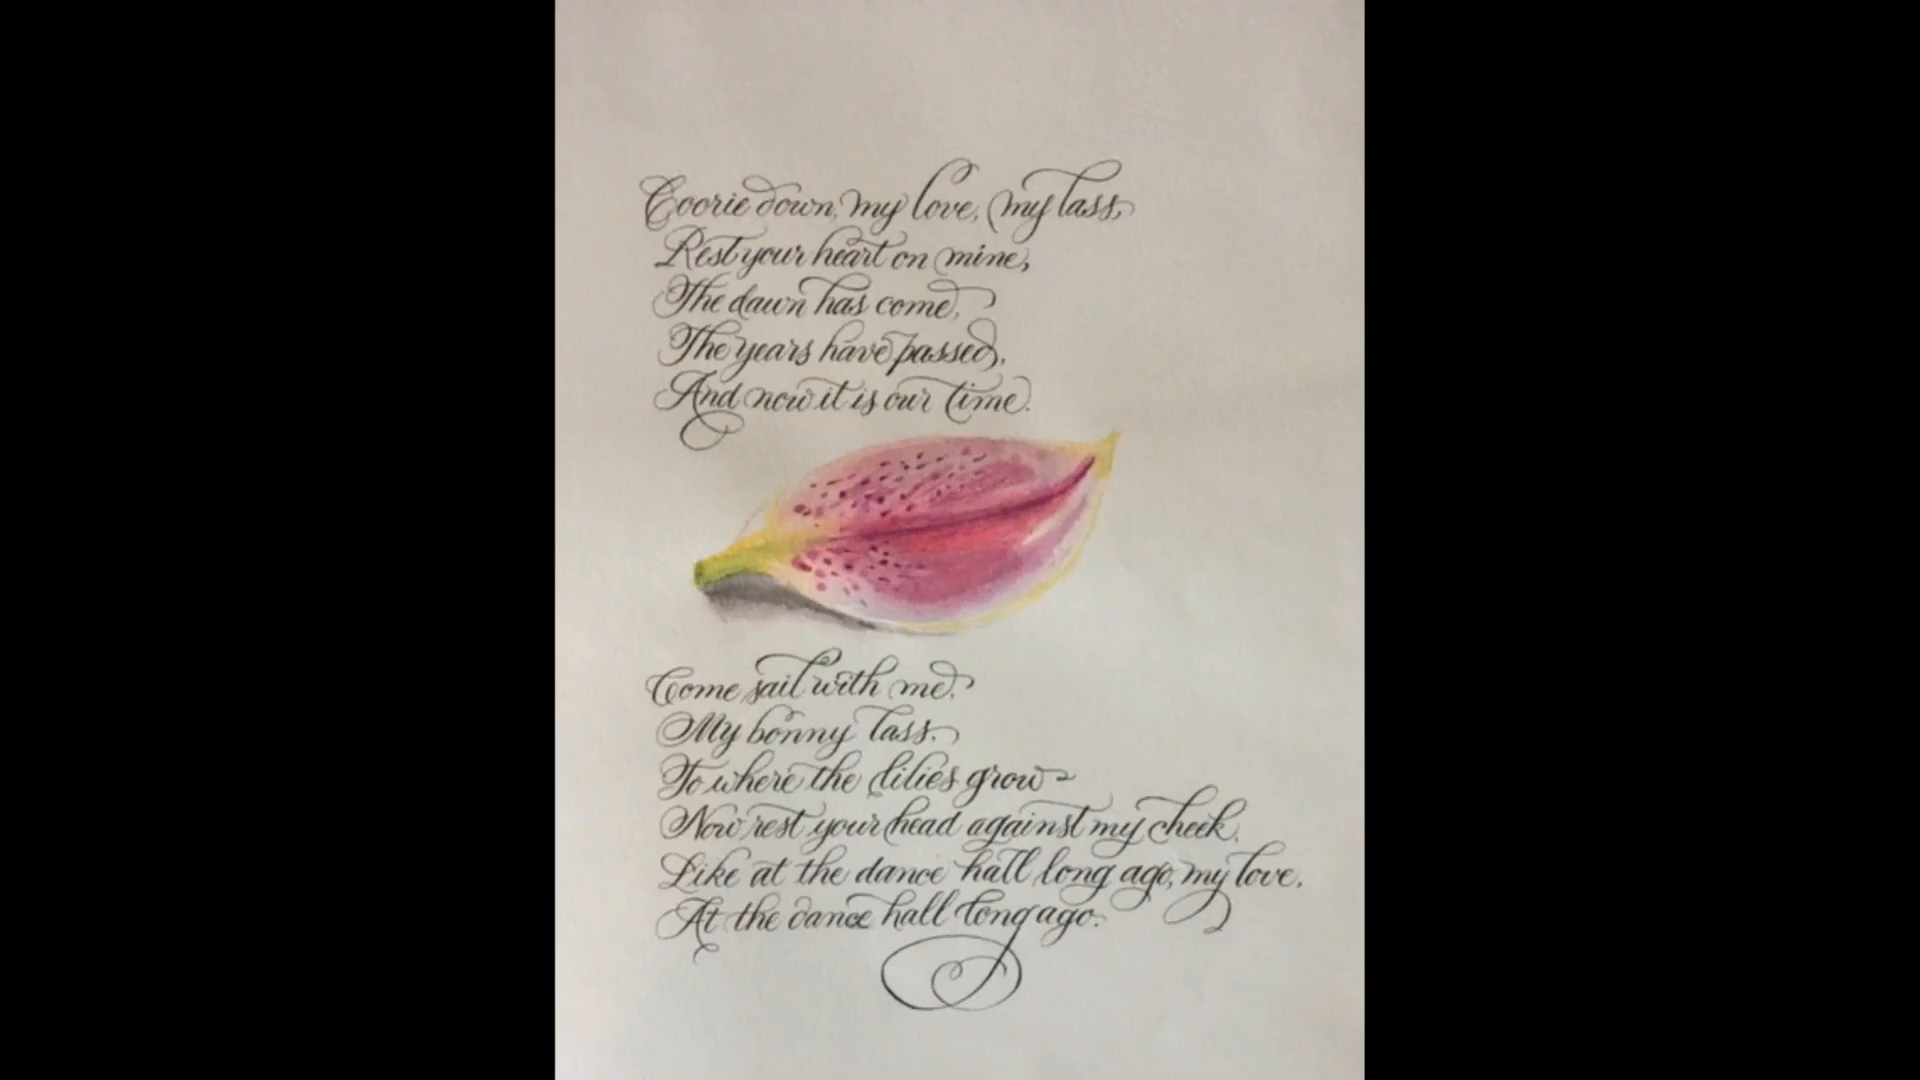 Coorie down, my love, my lass,
Rest your heart on mine,
The dawn has come,
The years have passed,
And now it is our time.
Come sail with me,
My bonny lass,
To where the lilies grow
Now rest your head against my cheek,
Like at the dance hall long ago, my love,
At the dance hall long ago.